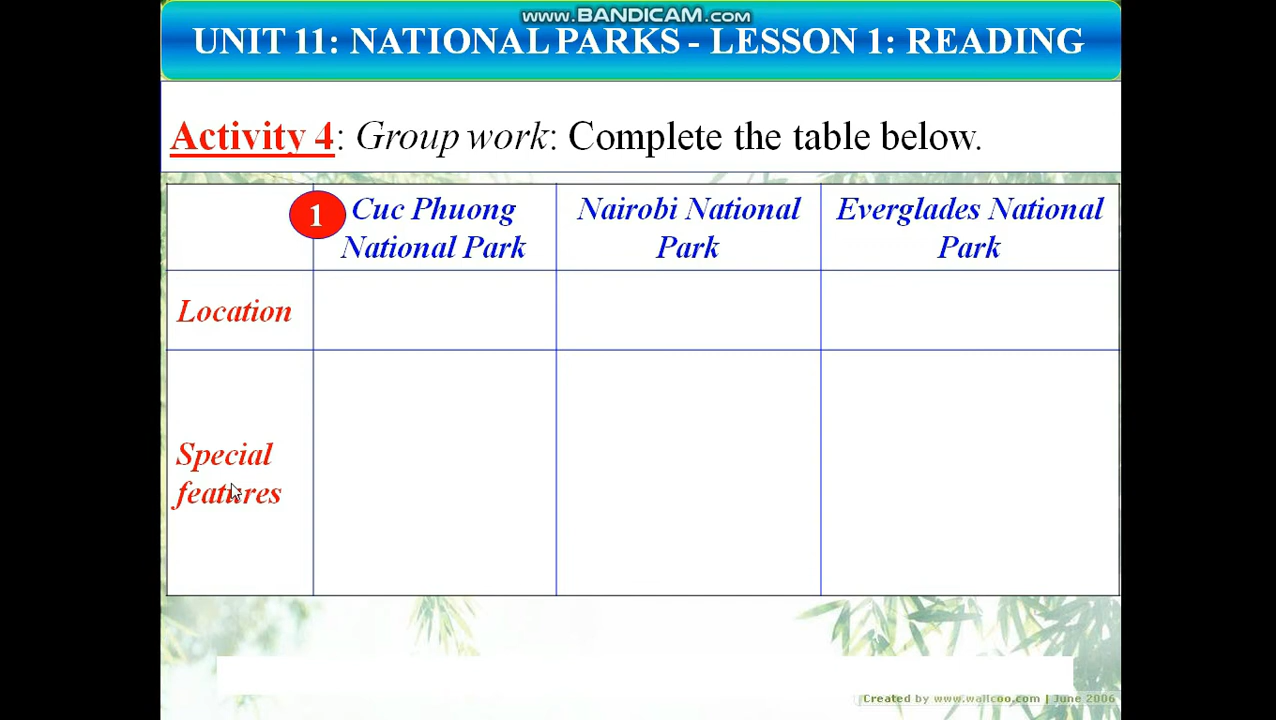 www.BANDICAM.com
UNIT 11: NATIONAL PARKS - LESSON 1: READING
Activity 4: Group work: Complete the table below.
1
Cuc Phuong
National Park
Nairobi National
Park
Everglades National
Park
Location
Special
features
Created by www.wallcoo.com | June 2006